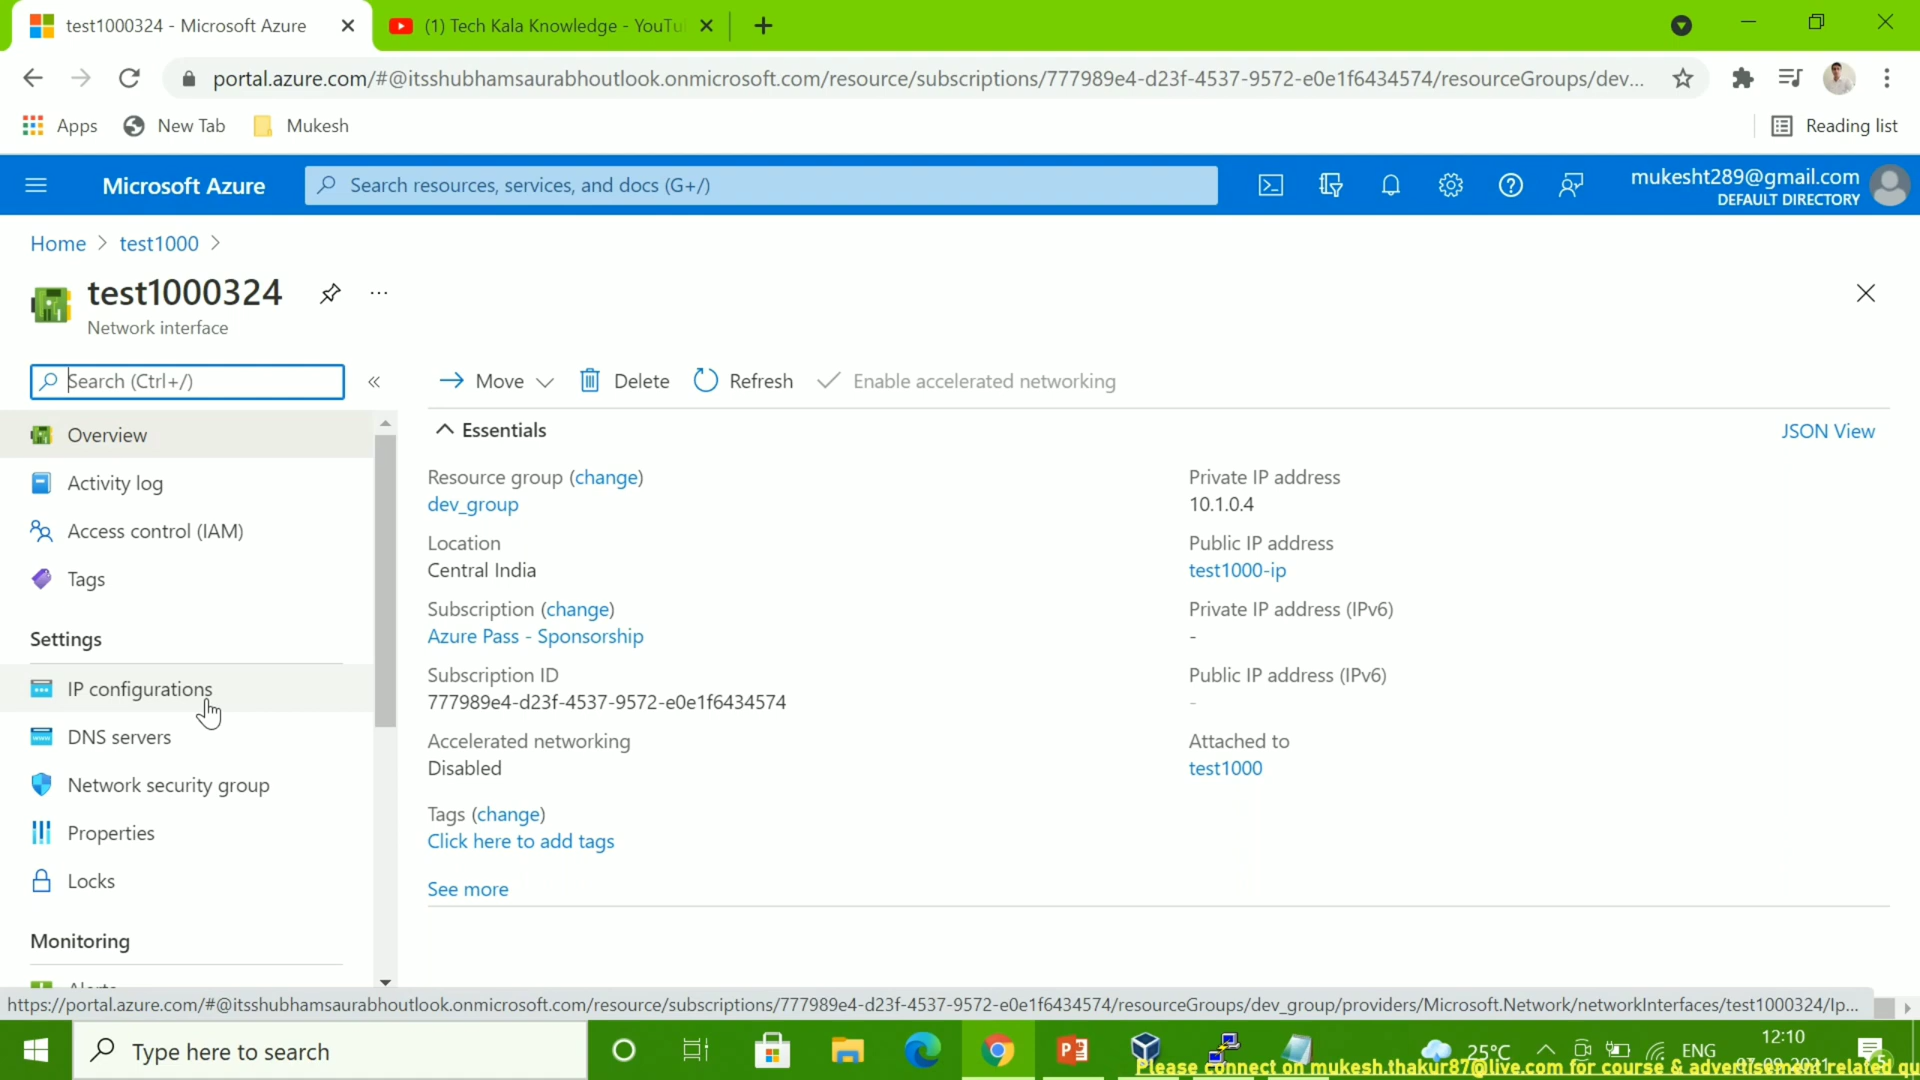 test1000324 - Microsoft Azure
(1) Tech Kala Knowledge - YouTu
portal.azure.com/#@itsshubhamsaurabhoutlook.onmicrosoft.com/resource/subscriptions/777989e4-d23f-4537-9572-e0e1f6434574/resourceGroups/dev...
Apps
New Tab
Mukesh
Reading list
Microsoft Azure
Search resources, services, and docs (G+/)
mukesht289@gmail.com
DEFAULT DIRECTORY
Home > test1000 >
test1000324
Network interface
Search (Ctrl+/)
Move
Delete
Refresh
Enable accelerated networking
Overview
Activity log
Access control (IAM)
Tags
Settings
IP configurations
DNS servers
Network security group
Properties
Locks
Monitoring
Essentials
JSON View
Resource group (change)
dev_group
Location
Central India
Subscription (change)
Azure Pass - Sponsorship
Subscription ID
777989e4-d23f-4537-9572-e0e1f6434574
Accelerated networking
Disabled
Tags (change)
Click here to add tags
See more
Private IP address
10.1.0.4
Public IP address
test1000-ip
Private IP address (IPv6)
-
Public IP address (IPv6)
-
Attached to
test1000
https://portal.azure.com/#@itsshubhamsaurabhoutlook.onmicrosoft.com/resource/subscriptions/777989e4-d23f-4537-9572-e0e1f6434574/resourceGroups/dev_group/providers/Microsoft.Network/networkInterfaces/test1000324/Ip...
Type here to search
25°C
ENG
12:10
07-09-2021
5
Please connect on mukesh.thakur87@live.com for course & advertisement related qu